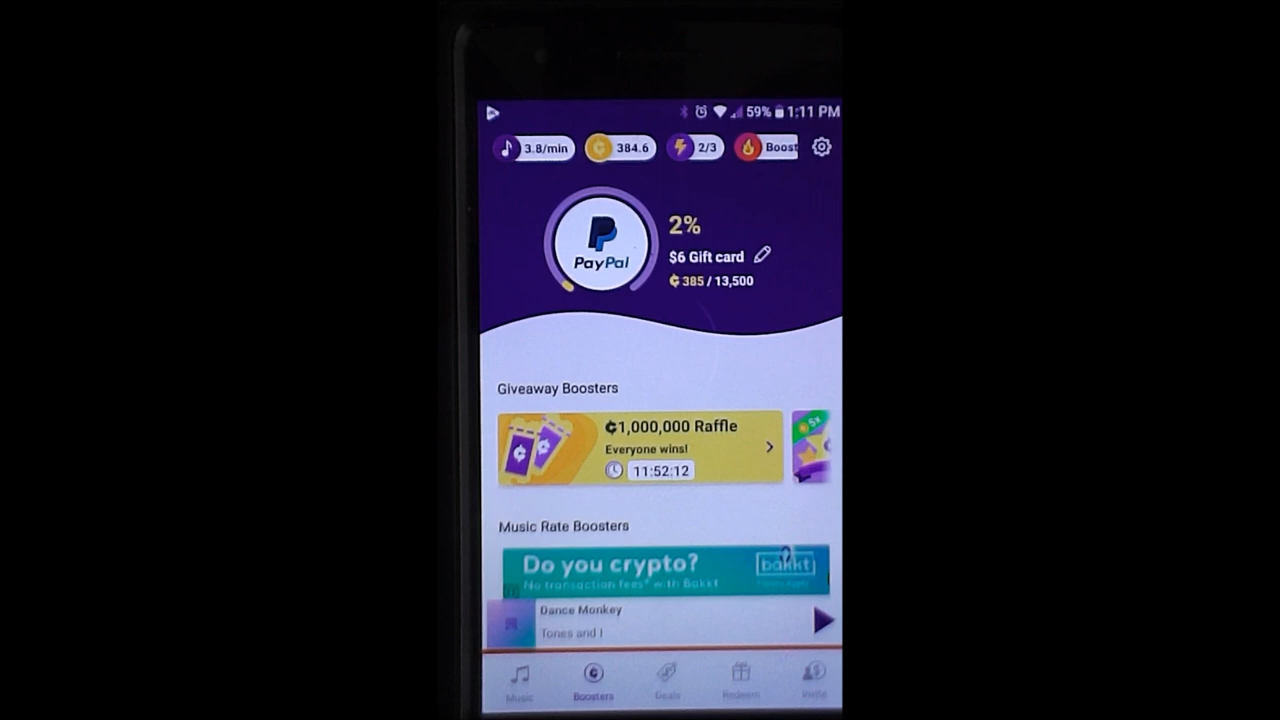 59% 1:11 PM
3.8/min 384.6 2/3 Boost
PayPal
2%
$6 Gift card
385 / 13,500
Giveaway Boosters
5x
₵1,000,000 Raffle
Everyone wins!
11:52:12
Music Rate Boosters
Do you crypto?
bakkt
No transaction fees* with Bakkt
Dance Monkey
Tones and I
Music Boosters Deals Redeem Invite